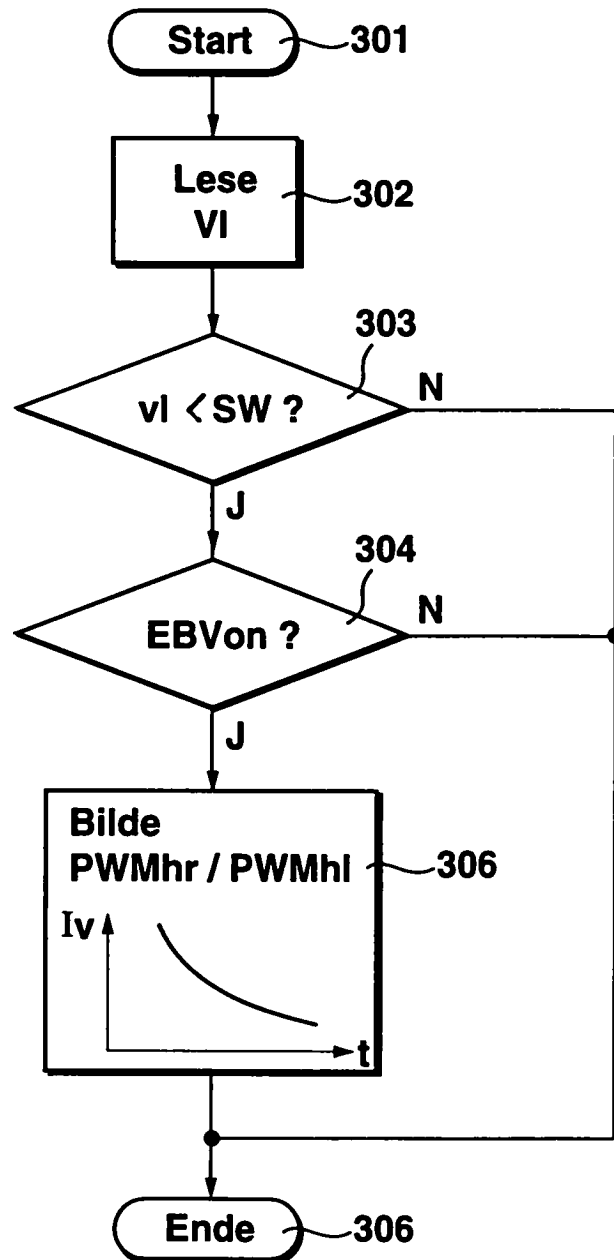 Start 301
Lese
Vl 302
303
vl < SW ? N
J
304
EBVon ? N
J
Bilde
PWMhr / PWMhl 306
Iv
t
Ende 306